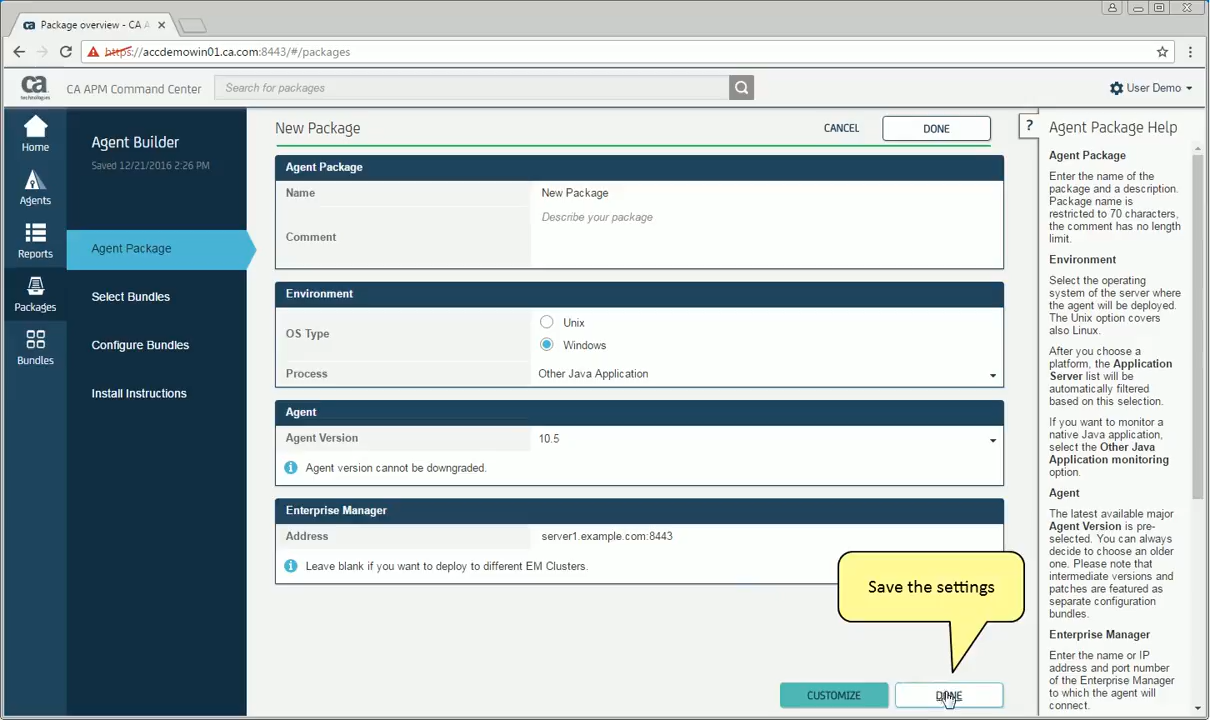 Package overview - CA A
https://accdemowin01.ca.com:8443/#/packages
ca
technologies
CA APM Command Center
Search for packages
User Demo
Home
Agents
Reports
Packages
Bundles
Agent Builder
Saved 12/21/2016 2:26 PM
Agent Package
Select Bundles
Configure Bundles
Install Instructions
New Package
CANCEL
DONE
Agent Package
Name
New Package
Describe your package
Comment
Environment
OS Type
Unix
Windows
Process
Other Java Application
Agent
Agent Version
10.5
Agent version cannot be downgraded.
Enterprise Manager
Address
server1.example.com:8443
Leave blank if you want to deploy to different EM Clusters.
Save the settings
CUSTOMIZE
DONE
?
Agent Package Help
Agent Package
Enter the name of the
package and a description.
Package name is
restricted to 70 characters,
the comment has no length
limit.
Environment
Select the operating
system of the server where
the agent will be deployed.
The Unix option covers
also Linux.
After you choose a
platform, the Application
Server list will be
automatically filtered
based on this selection.
If you want to monitor a
native Java application,
select the Other Java
Application monitoring
option.
Agent
The latest available major
Agent Version is pre-
selected. You can always
decide to choose an older
one. Please note that
intermediate versions and
patches are featured as
separate configuration
bundles.
Enterprise Manager
Enter the name or IP
address and port number
of the Enterprise Manager
to which the agent will
connect.